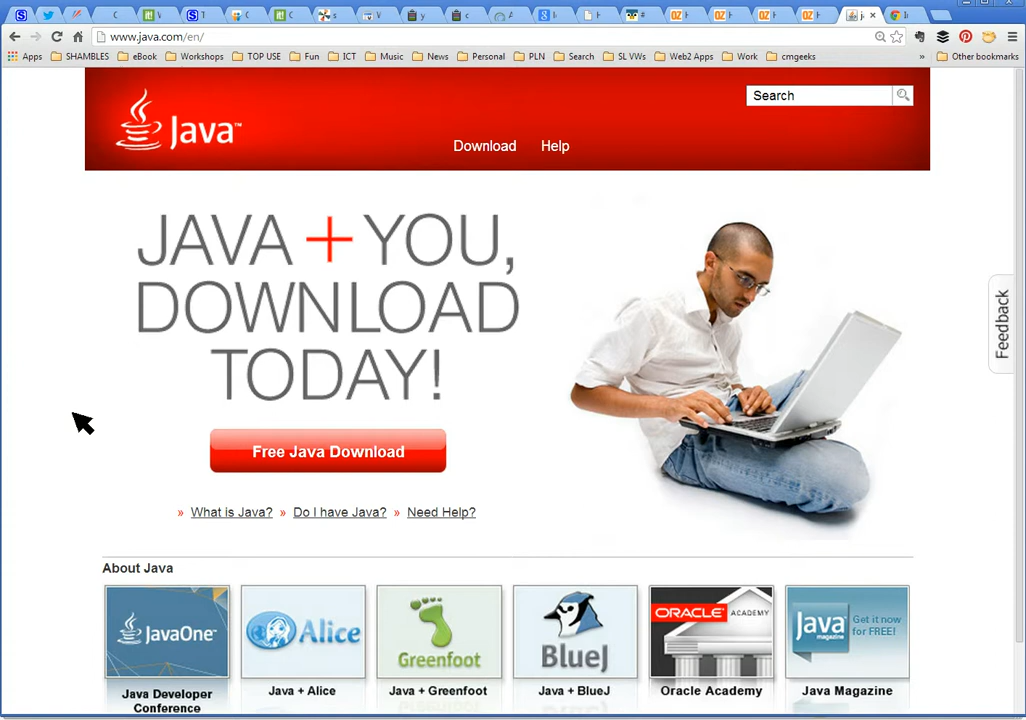 www.java.com/en/
Apps SHAMBLES eBook Workshops TOP USE Fun ICT Music News Personal PLN Search SL VWs Web2 Apps Work cmgeeks » Other bookmarks
Java™
Search
Download Help
JAVA + YOU,
DOWNLOAD
TODAY!
Feedback
Free Java Download
» What is Java? » Do I have Java? » Need Help?
About Java
JavaOne™
Alice
Greenfoot
BlueJ
ORACLE ACADEMY
Java magazine
Get it now
for FREE!
Java Developer
Conference
Java + Alice
Java + Greenfoot
Java + BlueJ
Oracle Academy
Java Magazine